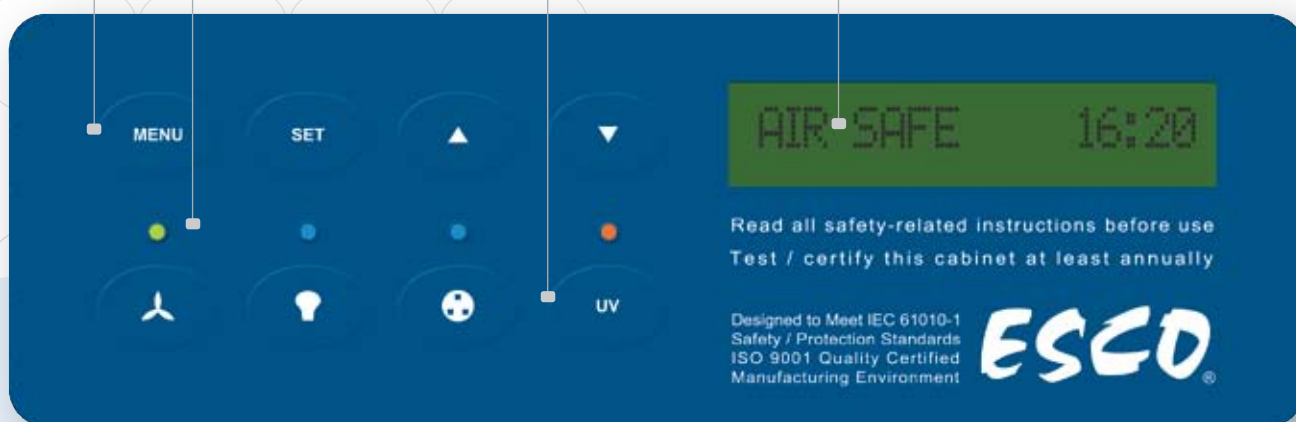 MENU SET
AIR SAFE 16:20
Read all safety-related instructions before use
Test / certify this cabinet at least annually
UV
Designed to Meet IEC 61010-1
Safety / Protection Standards
ISO 9001 Quality Certified
Manufacturing Environment
ESCO®